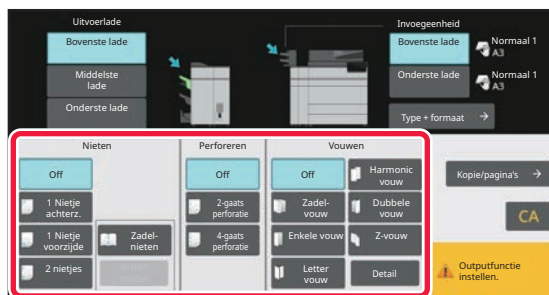 Uitvoerlade
Bovenste lade
Middelste
lade
Onderste lade
Invoegeenheid
Bovenste lade
Normaal 1
A3
Onderste lade
Normaal 1
A3
Type + formaat
Nieten
Off
1 Nietje
achterz.
1 Nietje
voorzijde
2 nietjes
Zadel-
nieten
Perforeren
Off
2-gaats
perforatie
4-gaats
perforatie
Vouwen
Off
Zadel-
vouw
Enkele vouw
Letter
vouw
Harmonic
vouw
Dubbele
vouw
Z-vouw
Detail
Kopie/pagina's
CA
Outputfunctie
instellen.